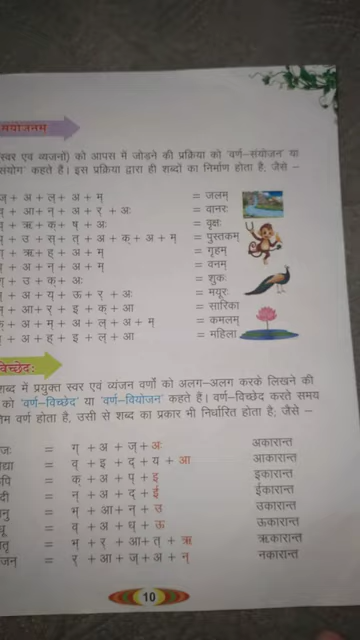 संयोजनम्
स्वर एवं व्यंजनों) को आपस में जोड़ने की प्रक्रिया को 'वर्ण-संयोजन' या
संयोग' कहते हैं। इस प्रक्रिया द्वारा ही शब्दों का निर्माण होता है; जैसे –
ज् + अ + ल् + अ + म् = जलम्
+ आ + न् + अ + र् + अः = वानरः
+ ऋ + क् + ष् + अः = वृक्षः
+ उ + स् + त् + अ + क् + अ + म् = पुस्तकम्
+ ऋ + ह् + अ + म् = गृहम्
+ अ + न् + अ + म् = वनम्
+ उ + क् + अः = शुकः
+ अ + य् + ऊ + र् + अः = मयूरः
+ आ + र् + इ + क् + आ = सारिका
+ अ + म् + अ + ल् + अ + म् = कमलम्
+ अ + ह् + इ + ल् + आ = महिला
विच्छेदः
शब्द में प्रयुक्त स्वर एवं व्यंजन वर्णों को अलग-अलग करके लिखने की
को 'वर्ण-विच्छेद' या 'वर्ण-वियोजन' कहते हैं। वर्ण-विच्छेद करते समय
वर्ण होता है, उसी से शब्द का प्रकार भी निर्धारित होता है; जैसे –
जः = ग् + अ + ज् + अः अकारान्त
द्या = व् + इ + द् + य + आ आकारान्त
पि = क् + अ + प् + इ इकारान्त
दी = न् + अ + द् + ई ईकारान्त
नु = भ् + आ + न् + उ उकारान्त
धू = व् + अ + ध् + ऊ ऊकारान्त
तृ = भ् + र् + आ + त् + ऋ ऋकारान्त
जन् = र् + आ + ज् + अ + न् नकारान्त
10